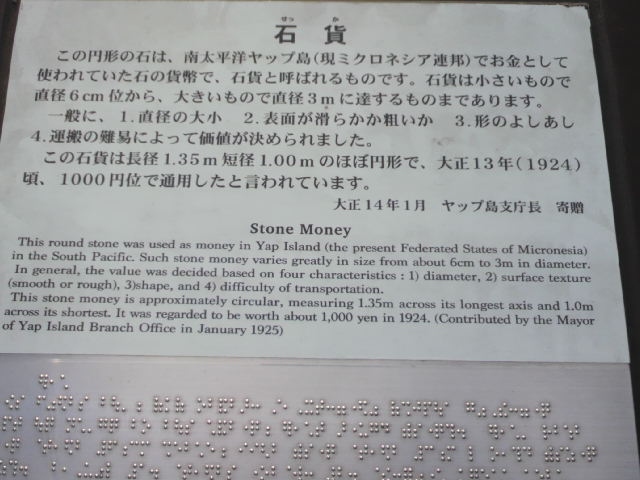 せっか
石貨
この円形の石は、南太平洋ヤップ島(現ミクロネシア連邦)でお金として
使われていた石の貨幣で、石貨と呼ばれるものです。石貨は小さいもので
直径6cm位から、大きいもので直径3mに達するものまであります。
一般に、1.直径の大小 2.表面が滑らかか粗いか 3.形のよしあし
4.運搬の難易によって価値が決められました。
この石貨は長径1.35m短径1.00mのほぼ円形で、大正13年(1924)
頃、1000円位で通用したと言われています。
大正14年1月 ヤップ島支庁長 寄贈
Stone Money
This round stone was used as money in Yap Island (the present Federated States of Micronesia)
in the South Pacific. Such stone money varies greatly in size from about 6cm to 3m in diameter.
In general, the value was decided based on four characteristics : 1) diameter, 2) surface texture
(smooth or rough), 3)shape, and 4) difficulty of transportation.
This stone money is approximately circular, measuring 1.35m across its longest axis and 1.0m
across its shortest. It was regarded to be worth about 1,000 yen in 1924. (Contributed by the Mayor
of Yap Island Branch Office in January 1925)